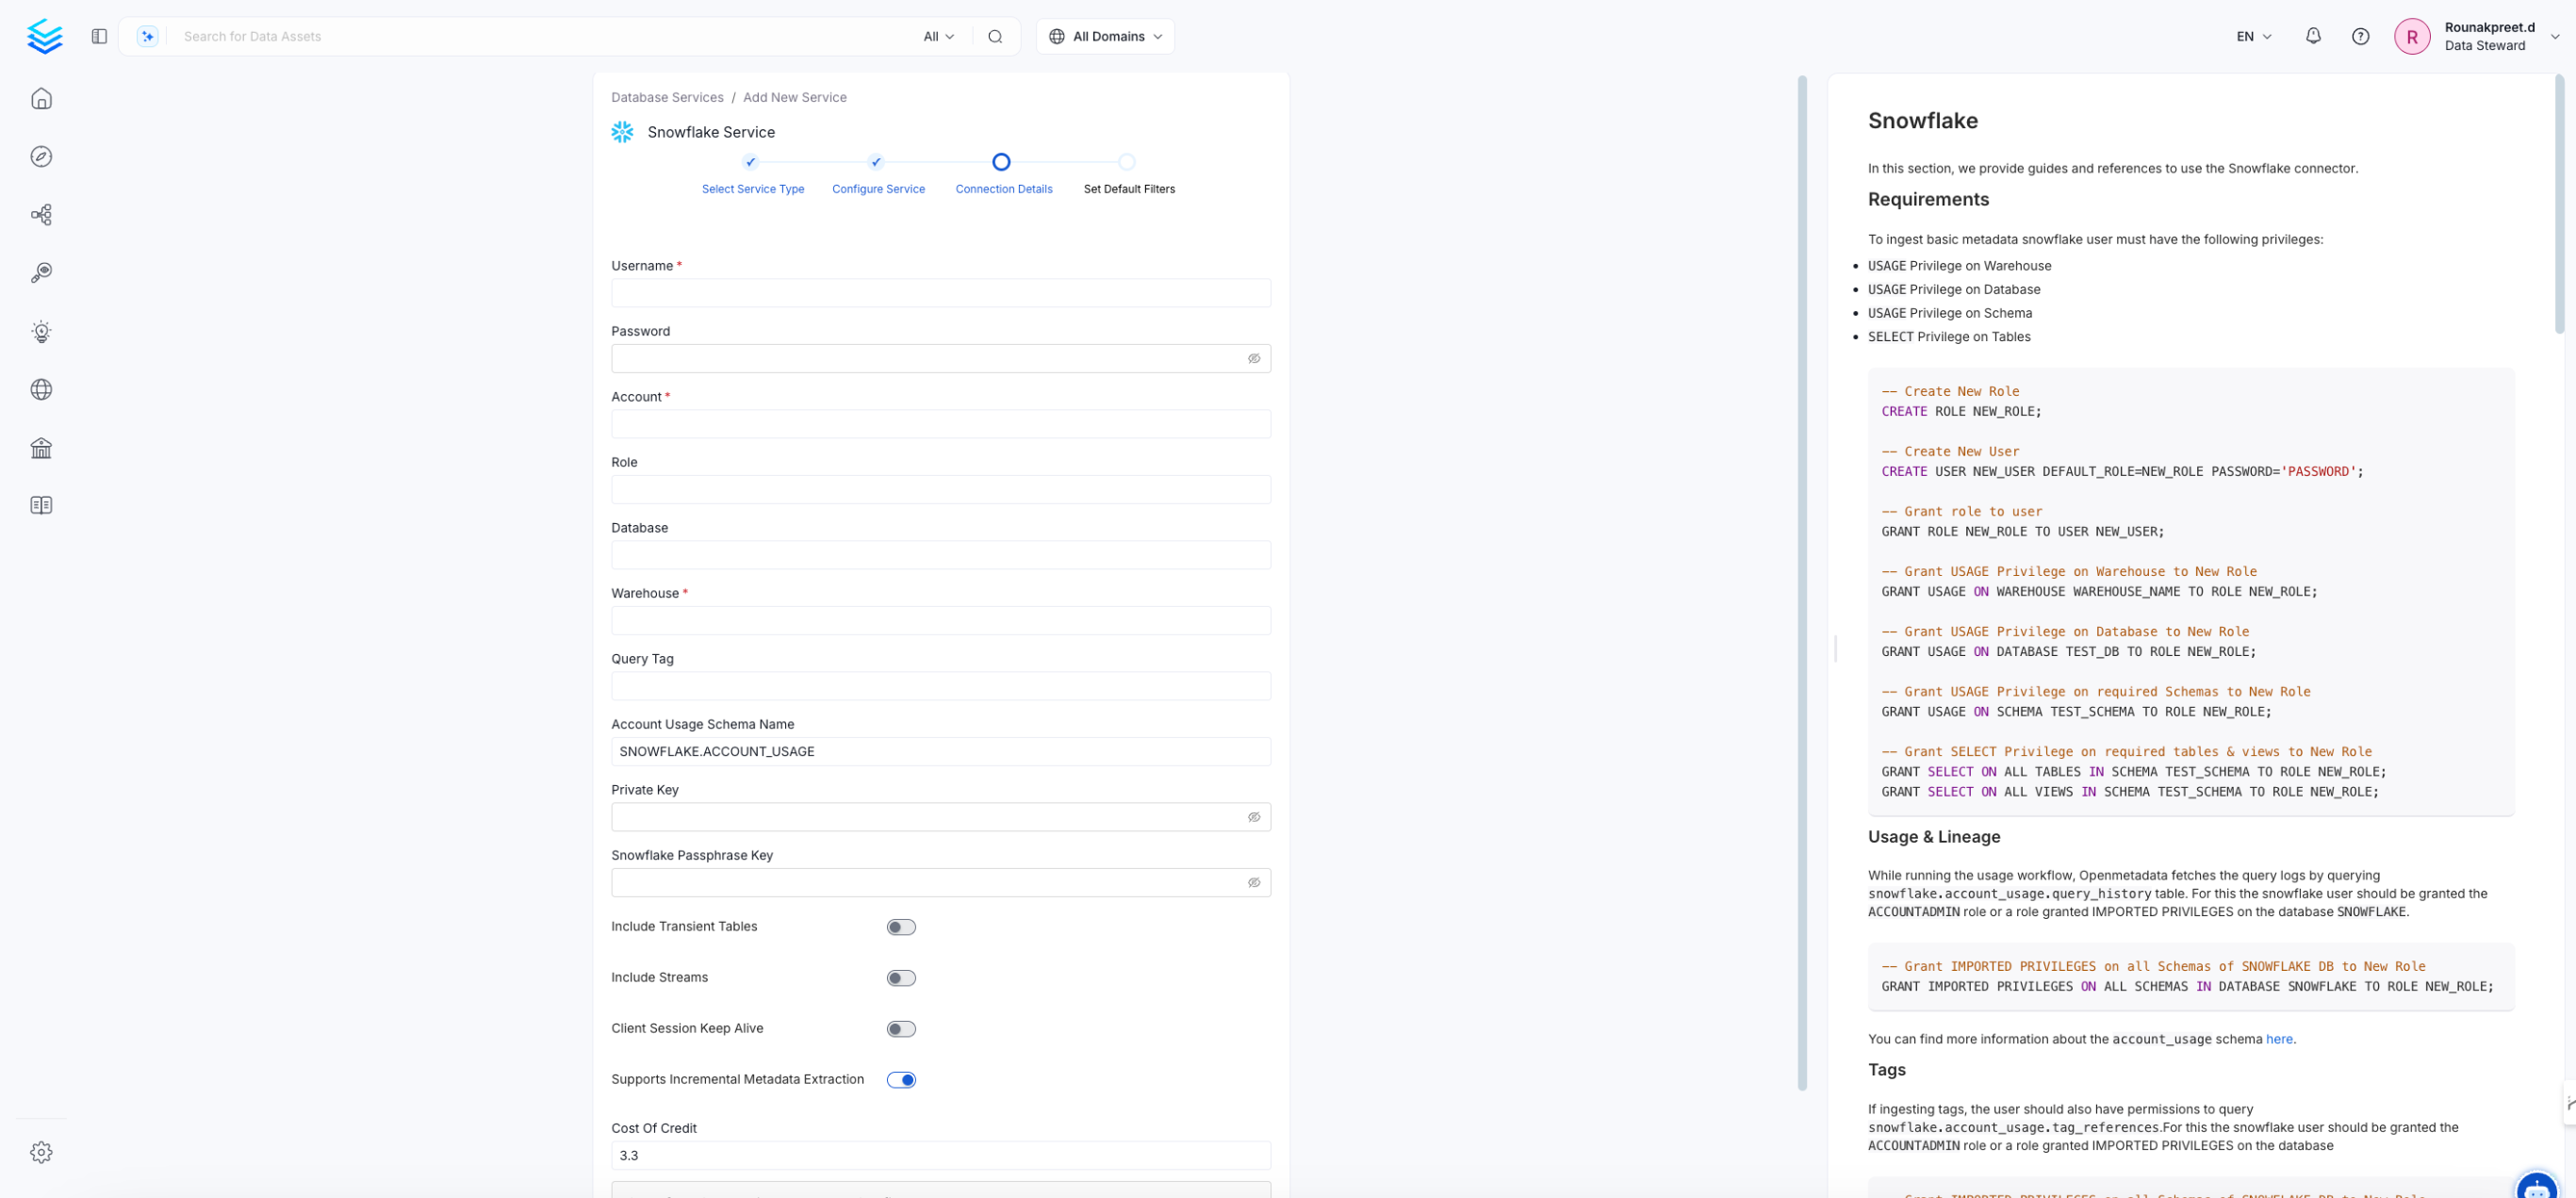 Search for Data Assets
All
All Domains
EN
R
Rounakpreet.d
Data Steward
Database Services / Add New Service
Snowflake Service
Select Service Type
Configure Service
Connection Details
Set Default Filters
Username *
Password
Account *
Role
Database
Warehouse *
Query Tag
Account Usage Schema Name
SNOWFLAKE.ACCOUNT_USAGE
Private Key
Snowflake Passphrase Key
Include Transient Tables
Include Streams
Client Session Keep Alive
Supports Incremental Metadata Extraction
Cost Of Credit
3.3
Snowflake
In this section, we provide guides and references to use the Snowflake connector.
Requirements
To ingest basic metadata snowflake user must have the following privileges:
• USAGE Privilege on Warehouse
• USAGE Privilege on Database
• USAGE Privilege on Schema
• SELECT Privilege on Tables
-- Create New Role
CREATE ROLE NEW_ROLE;
-- Create New User
CREATE USER NEW_USER DEFAULT_ROLE=NEW_ROLE PASSWORD='PASSWORD';
-- Grant role to user
GRANT ROLE NEW_ROLE TO USER NEW_USER;
-- Grant USAGE Privilege on Warehouse to New Role
GRANT USAGE ON WAREHOUSE WAREHOUSE_NAME TO ROLE NEW_ROLE;
-- Grant USAGE Privilege on Database to New Role
GRANT USAGE ON DATABASE TEST_DB TO ROLE NEW_ROLE;
-- Grant USAGE Privilege on required Schemas to New Role
GRANT USAGE ON SCHEMA TEST_SCHEMA TO ROLE NEW_ROLE;
-- Grant SELECT Privilege on required tables & views to New Role
GRANT SELECT ON ALL TABLES IN SCHEMA TEST_SCHEMA TO ROLE NEW_ROLE;
GRANT SELECT ON ALL VIEWS IN SCHEMA TEST_SCHEMA TO ROLE NEW_ROLE;
Usage & Lineage
While running the usage workflow, Openmetadata fetches the query logs by querying
snowflake.account_usage.query_history table. For this the snowflake user should be granted the
ACCOUNTADMIN role or a role granted IMPORTED PRIVILEGES on the database SNOWFLAKE.
-- Grant IMPORTED PRIVILEGES on all Schemas of SNOWFLAKE DB to New Role
GRANT IMPORTED PRIVILEGES ON ALL SCHEMAS IN DATABASE SNOWFLAKE TO ROLE NEW_ROLE;
You can find more information about the account_usage schema here.
Tags
If ingesting tags, the user should also have permissions to query
snowflake.account_usage.tag_references.For this the snowflake user should be granted the
ACCOUNTADMIN role or a role granted IMPORTED PRIVILEGES on the database